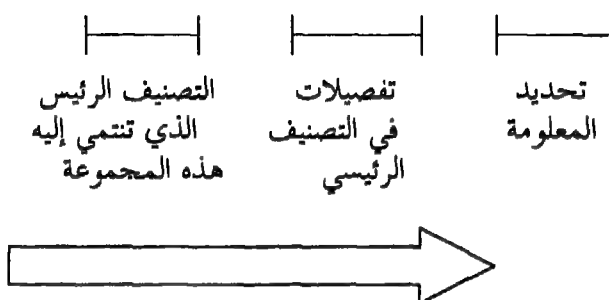 تحديد
المعلومة
تفصيلات
في التصنيف
الرئيسي
التصنيف الرئيس
الذي تنتمي إليه
هذه المجموعة